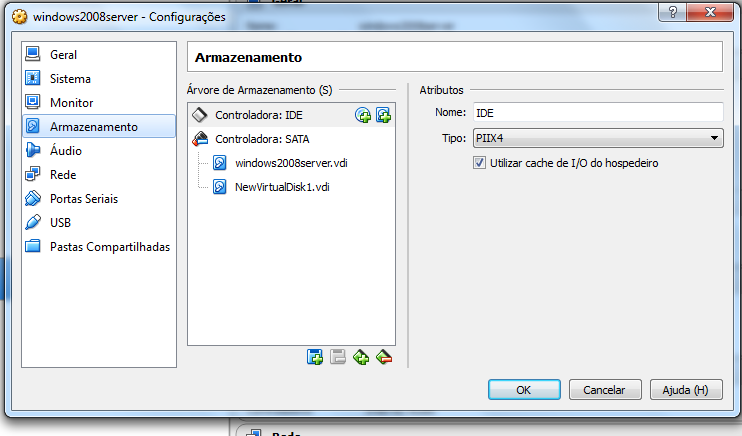 windows2008server - Configurações
Geral
Sistema
Monitor
Armazenamento
Áudio
Rede
Portas Seriais
USB
Pastas Compartilhadas
Armazenamento
Árvore de Armazenamento (S)
Controladora: IDE
Controladora: SATA
windows2008server.vdi
NewVirtualDisk1.vdi
Atributos
Nome: IDE
Tipo: PIIX4
Utilizar cache de I/O do hospedeiro
OK Cancelar Ajuda (H)